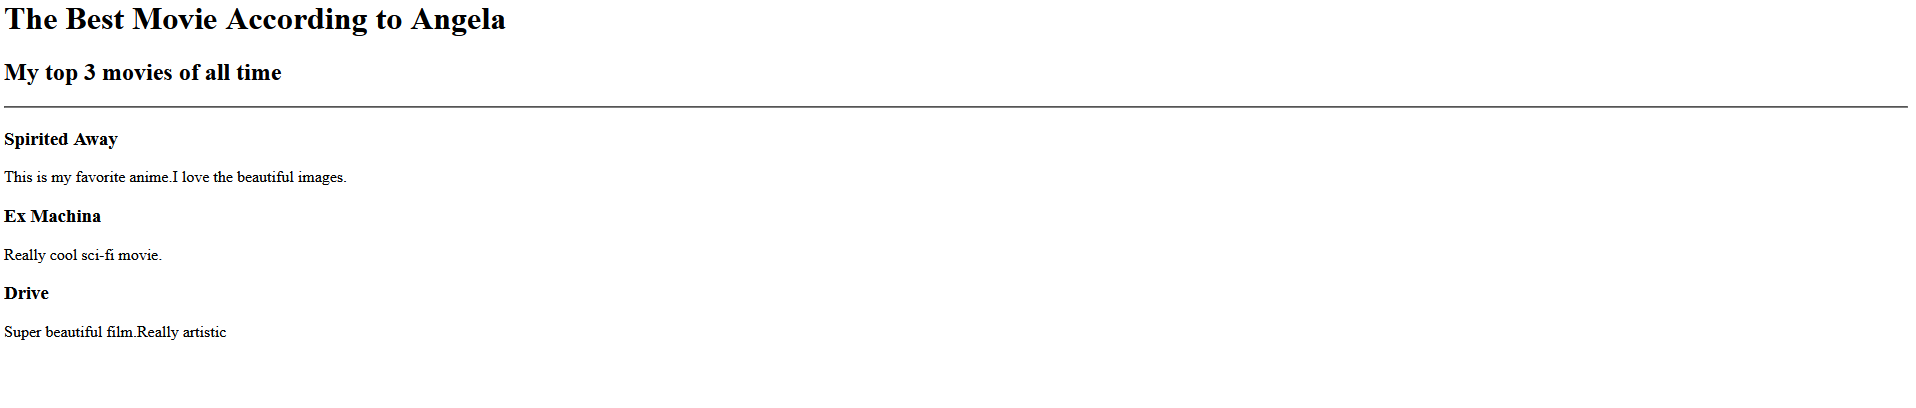 The Best Movie According to Angela
My top 3 movies of all time
Spirited Away
This is my favorite anime.I love the beautiful images.
Ex Machina
Really cool sci-fi movie.
Drive
Super beautiful film.Really artistic